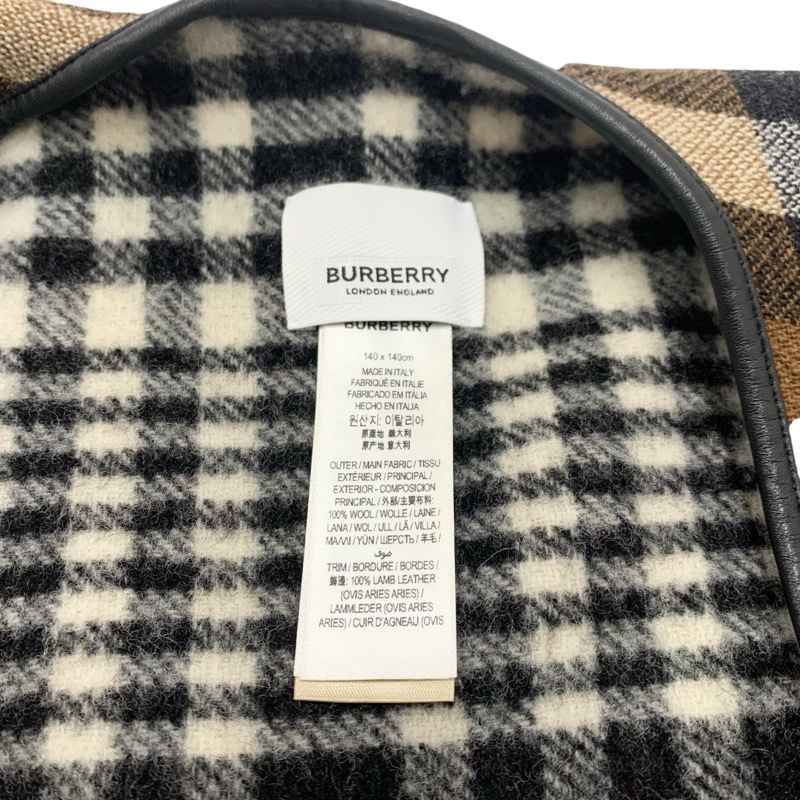 BURBERRY
LONDON ENGLAND
BURBERRY
140 x 140cm
MADE IN ITALY
FABRIQUÉ EN ITALIE
FABRICADO EM ITÁLIA
HECHO EN ITALIA
원산지: 이탈리아
原產地 義大利
原产地 意大利
OUTER / MAIN FABRIC / TISSU
EXTÉRIEUR / PRINCIPAL /
EXTERIOR - COMPOSICION
PRINCIPAL / 外部/主要布料:
100% WOOL / WOLLE / LAINE /
LANA / WOL / ULL / LÃ / VILLA /
ΜΑΛΛΙ / YÜN / ШЕРСТЬ / 羊毛 /
صوف
TRIM / BORDURE / BORDES /
飾邊: 100% LAMB LEATHER
(OVIS ARIES ARIES) /
LAMMLEDER (OVIS ARIES
ARIES) / CUIR D'AGNEAU (OVIS